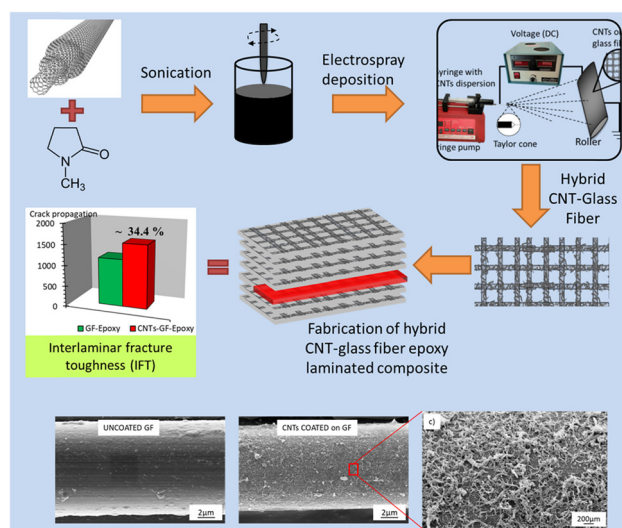 Sonication
Electrospray
deposition
Voltage (DC)
CNTs o
glass fi
yringe with
CNTs dispersion
Taylor cone
Roller
inge pump
N
O
CH₃
Hybrid
CNT-Glass
Fiber
Crack propagation
~ 34.4 %
2000
1500
1000
500
0
GF-Epoxy
CNTs-GF-Epoxy
Interlaminar fracture
toughness (IFT)
Fabrication of hybrid
CNT-glass fiber epoxy
laminated composite
UNCOATED GF
2µm
CNTs COATED on GF
2µm
c)
200µm